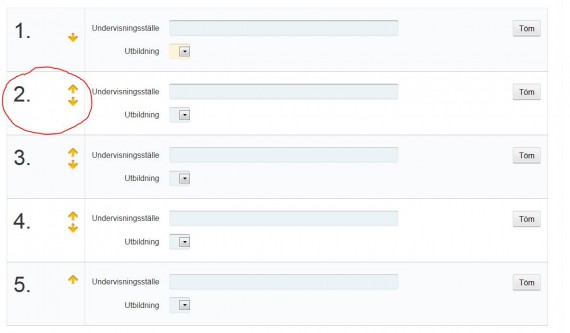 1. Undervisningsställe Töm
Utbildning
2. Undervisningsställe Töm
Utbildning
3. Undervisningsställe Töm
Utbildning
4. Undervisningsställe Töm
Utbildning
5. Undervisningsställe Töm
Utbildning